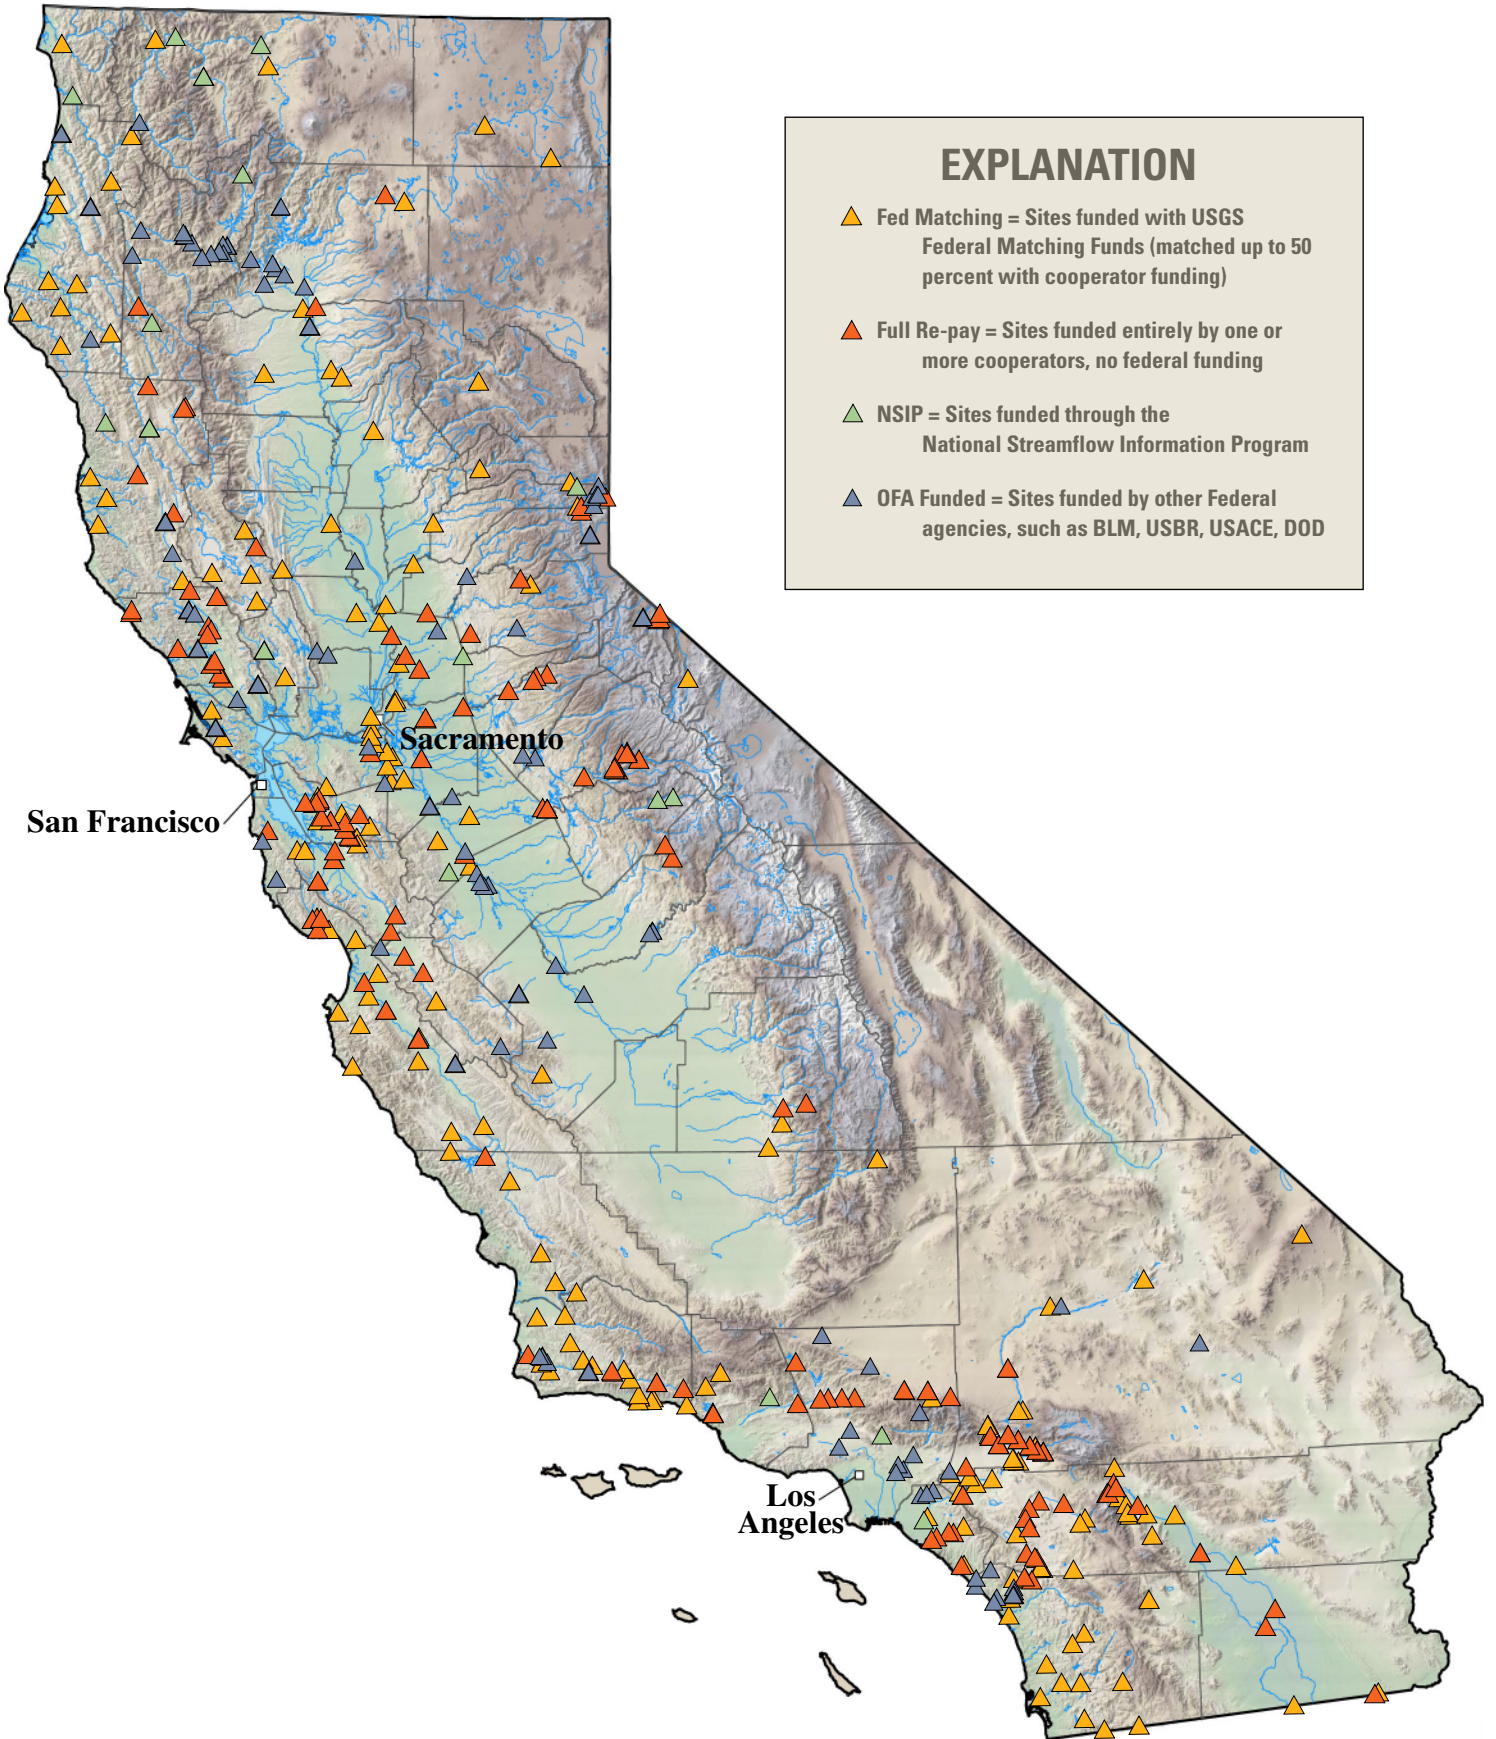 EXPLANATION
Fed Matching = Sites funded with USGS
Federal Matching Funds (matched up to 50
percent with cooperator funding)
Full Re-pay = Sites funded entirely by one or
more cooperators, no federal funding
NSIP = Sites funded through the
National Streamflow Information Program
OFA Funded = Sites funded by other Federal
agencies, such as BLM, USBR, USACE, DOD
Sacramento
San Francisco
Los
Angeles